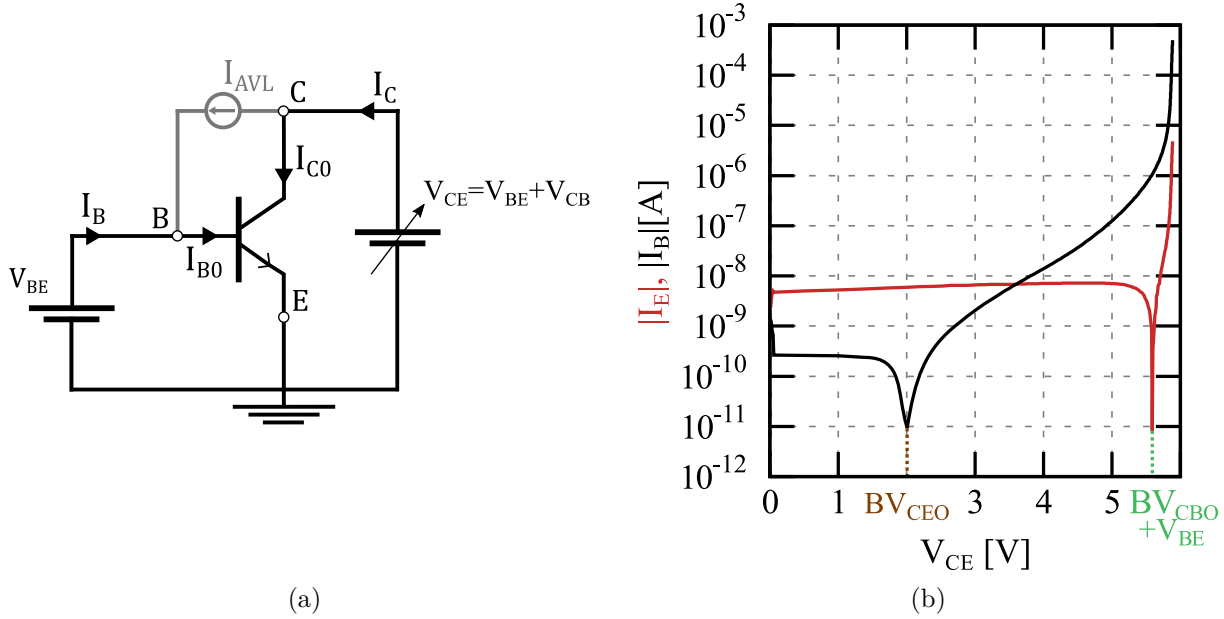 I_AVL
C
I_C
I_C0
V_CE=V_BE+V_CB
I_B
B
I_B0
V_BE
E
(a)
|I_E|, |I_B|[A]
10^-3
10^-4
10^-5
10^-6
10^-7
10^-8
10^-9
10^-10
10^-11
10^-12
0
1
BV_CEO
3
4
5
BV_CBO
+V_BE
V_CE [V]
(b)